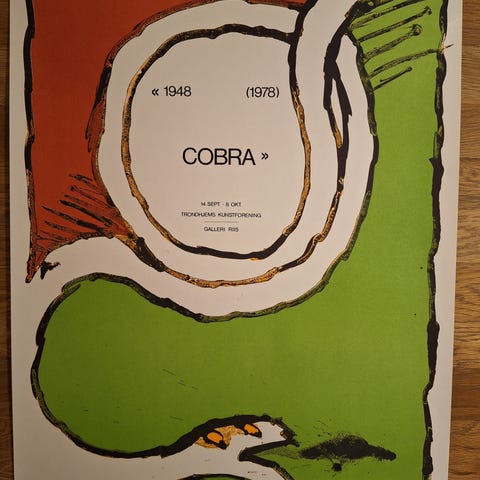 « 1948 (1978)
COBRA »
14 SEPT. - 8 OKT.
TRONDHJEMS KUNSTFORENING
GALLERI RIIS